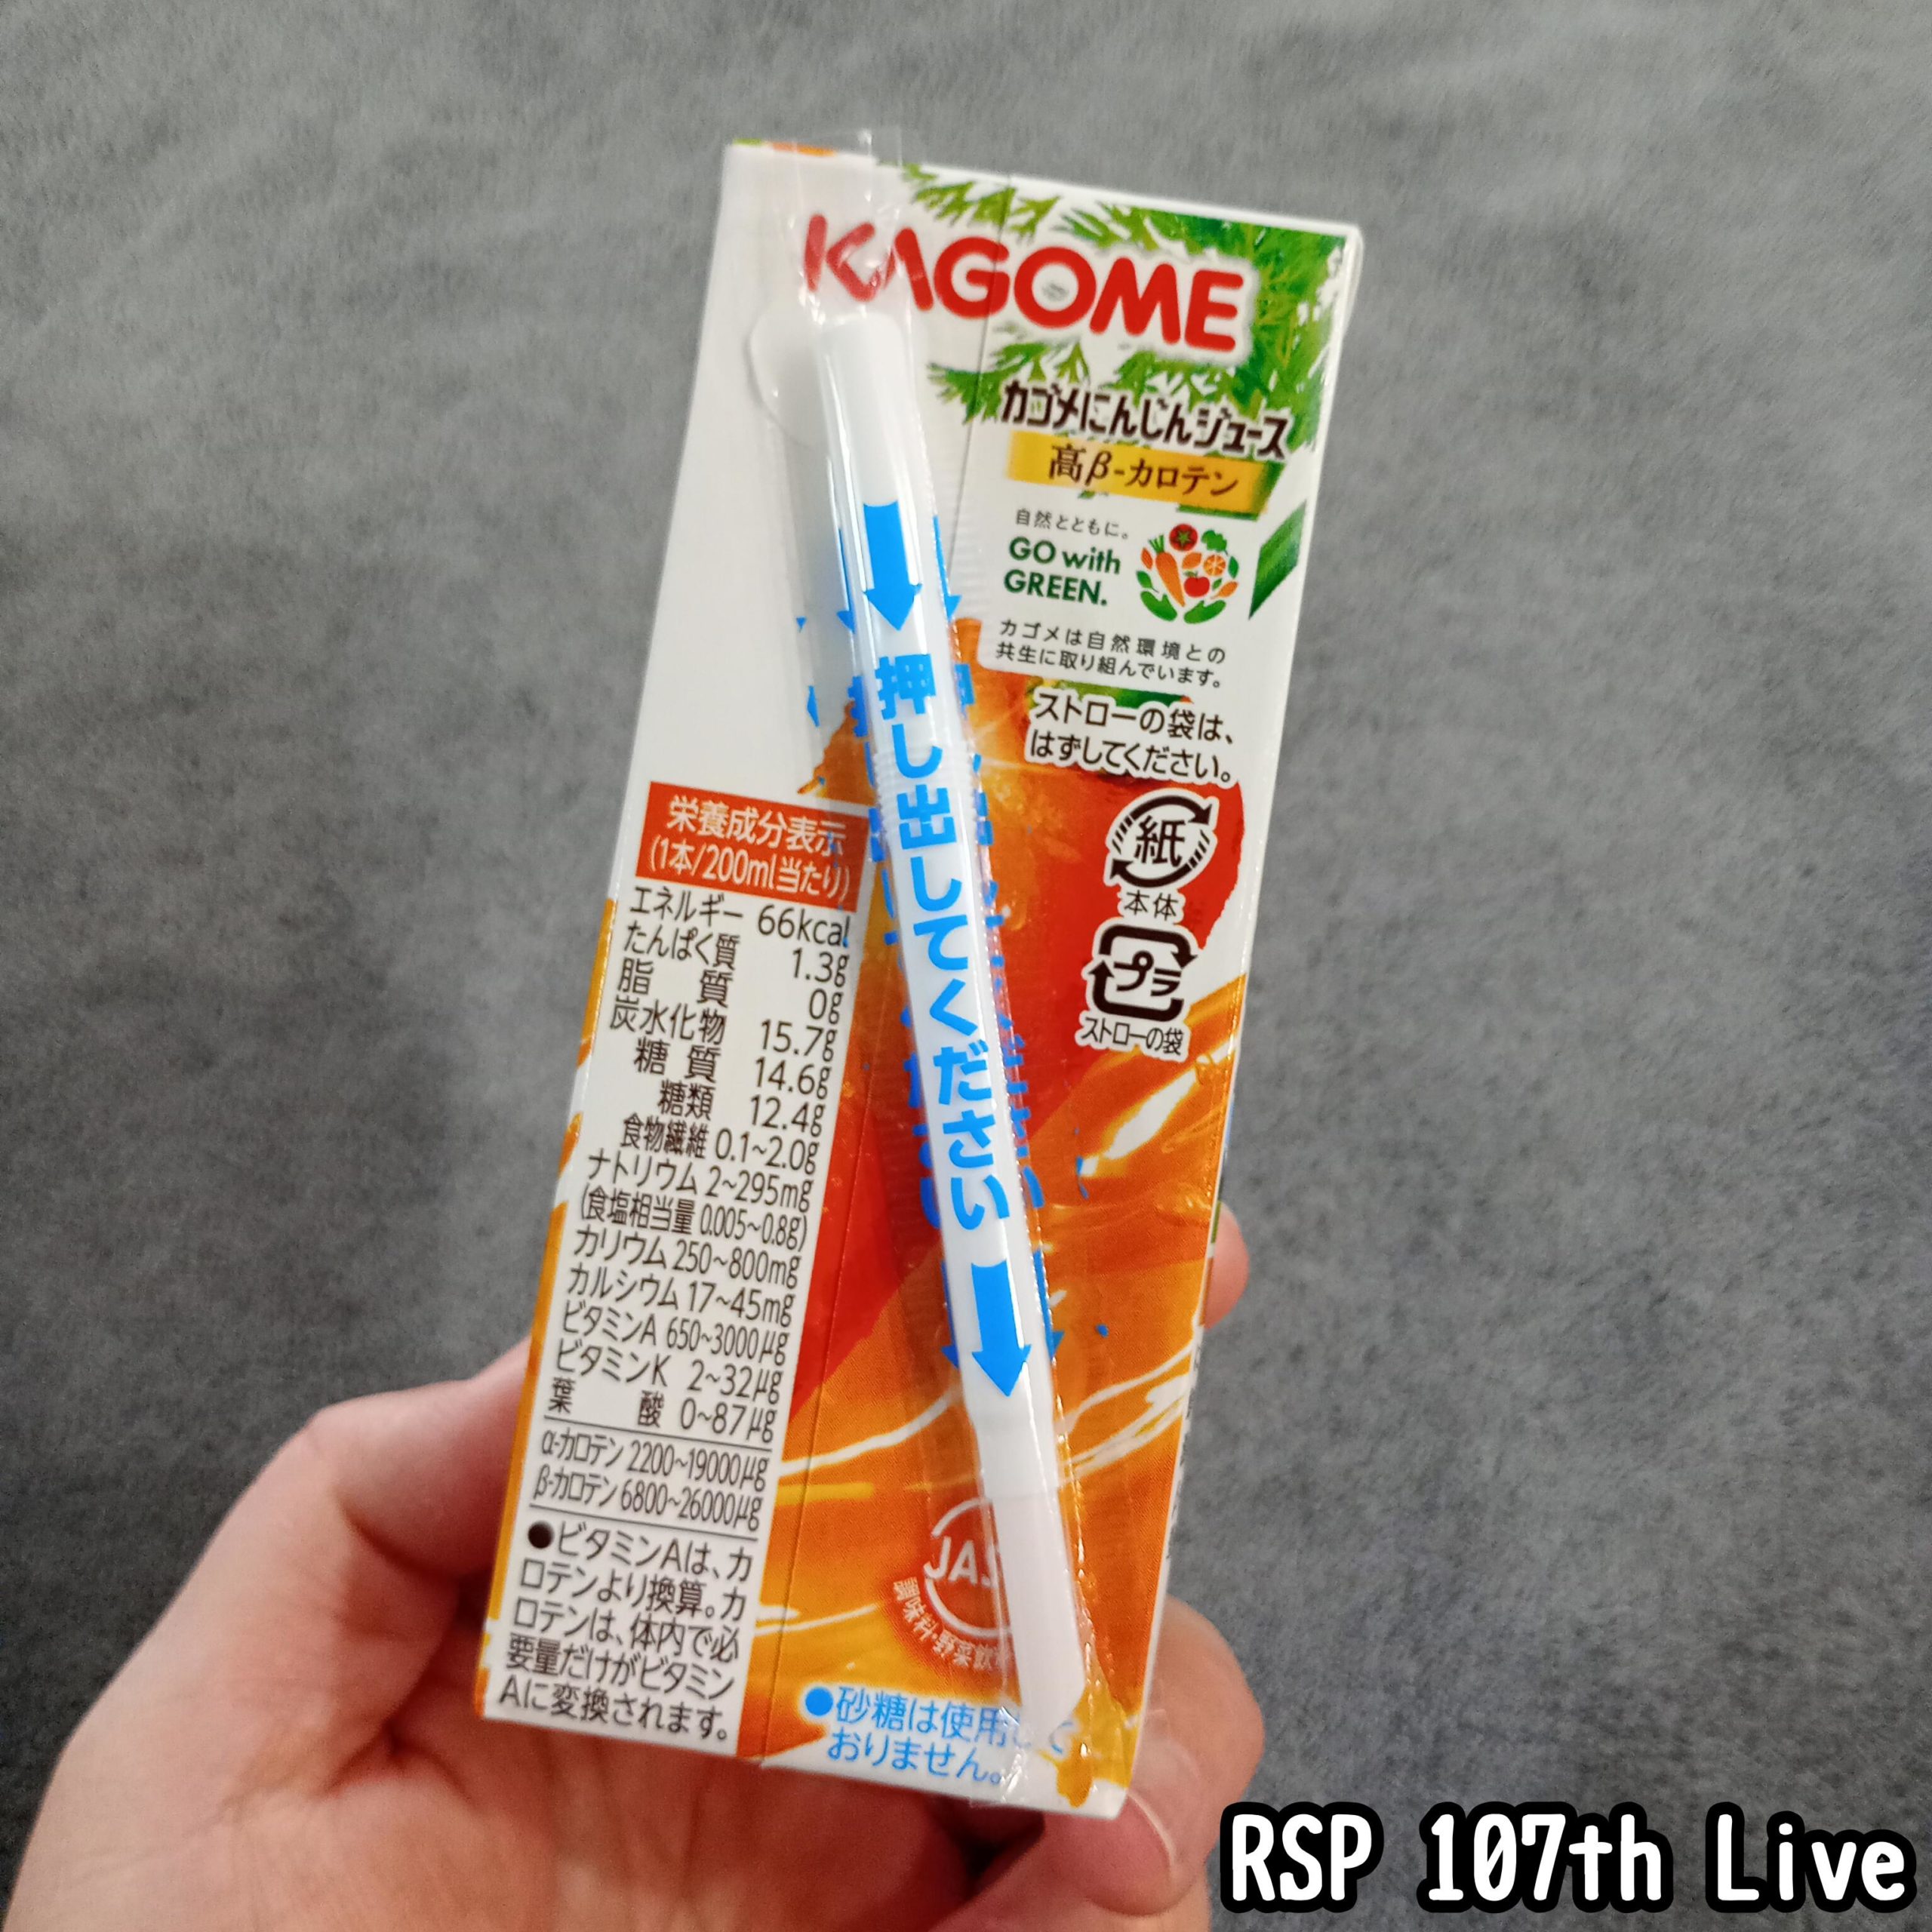 KAGOME
カゴメにんじんジュース
高β-カロテン
自然とともに。
GO with
GREEN.
カゴメは自然環境との
共生に取り組んでいます。
ストローの袋は、
はずしてください。
紙
本体
プラ
ストローの袋
押し出してください
栄養成分表示
(1本/200ml当たり)
エネルギー 66kcal
たんぱく質 1.3g
脂質 0g
炭水化物 15.7g
糖質 14.6g
糖類 12.4g
食物繊維 0.1~2.0g
ナトリウム 2~295mg
(食塩相当量 0.005~0.8g)
カリウム 250~800mg
カルシウム 17~45mg
ビタミンA 650~3000μg
ビタミンK 2~32μg
葉酸 0~87μg
α-カロテン 2200~19000μg
β-カロテン 6800~26000μg
●ビタミンAは、カ
ロテンより換算。カ
ロテンは、体内で必
要量だけがビタミン
Aに変換されます。
JAS
調味料・野菜飲
●砂糖は使用して
おりません。
RSP 107th Live